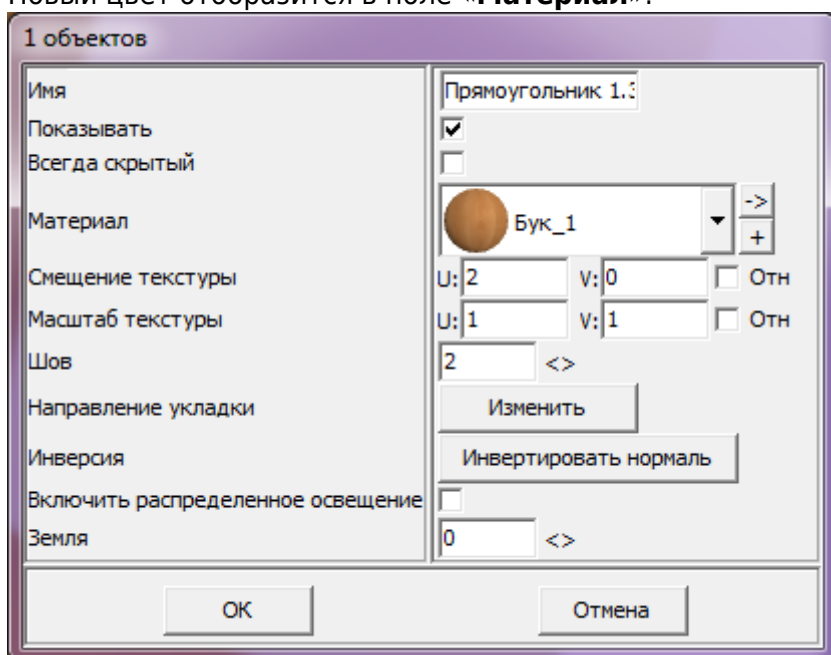 Новый цвет отобразится в поле «Материал».
1 объектов
Имя Прямоугольник 1.3
Показывать
Всегда скрытый
Материал Бук_1 ->
+
Смещение текстуры U: 2 V: 0 Отн
Масштаб текстуры U: 1 V: 1 Отн
Шов 2 <>
Направление укладки Изменить
Инверсия Инвертировать нормаль
Включить распределенное освещение
Земля 0 <>
ОК Отмена